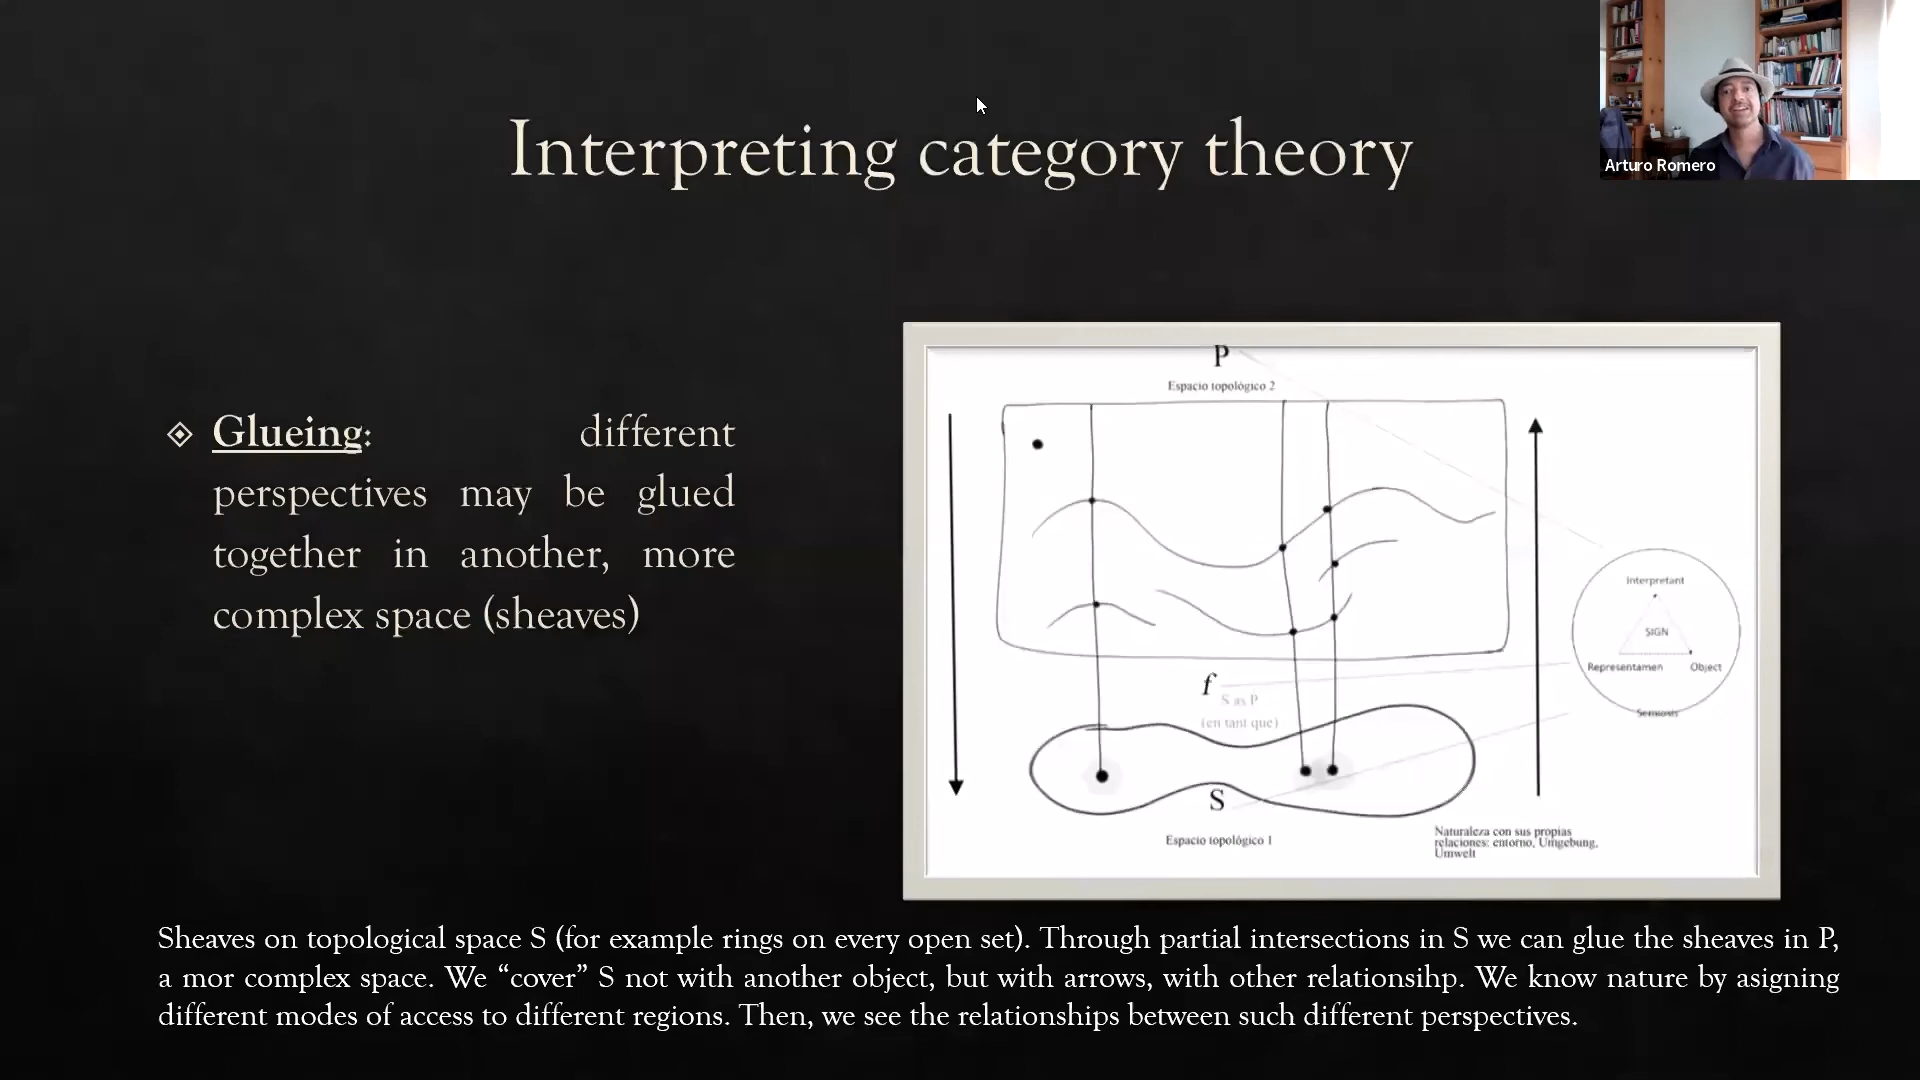 Interpreting category theory
Arturo Romero
Glueing: different
perspectives may be glued
together in another, more
complex space (sheaves)
P
Espacio topológico 2
Interpretant
SIGN
Representamen Object
Semiosis
f
S as P
(en tant que)
S
Espacio topológico 1
Naturaleza con sus propias
relaciones: entorno, Umgebung,
Umwelt
Sheaves on topological space S (for example rings on every open set). Through partial intersections in S we can glue the sheaves in P,
a mor complex space. We “cover” S not with another object, but with arrows, with other relationsihp. We know nature by asigning
different modes of access to different regions. Then, we see the relationships between such different perspectives.